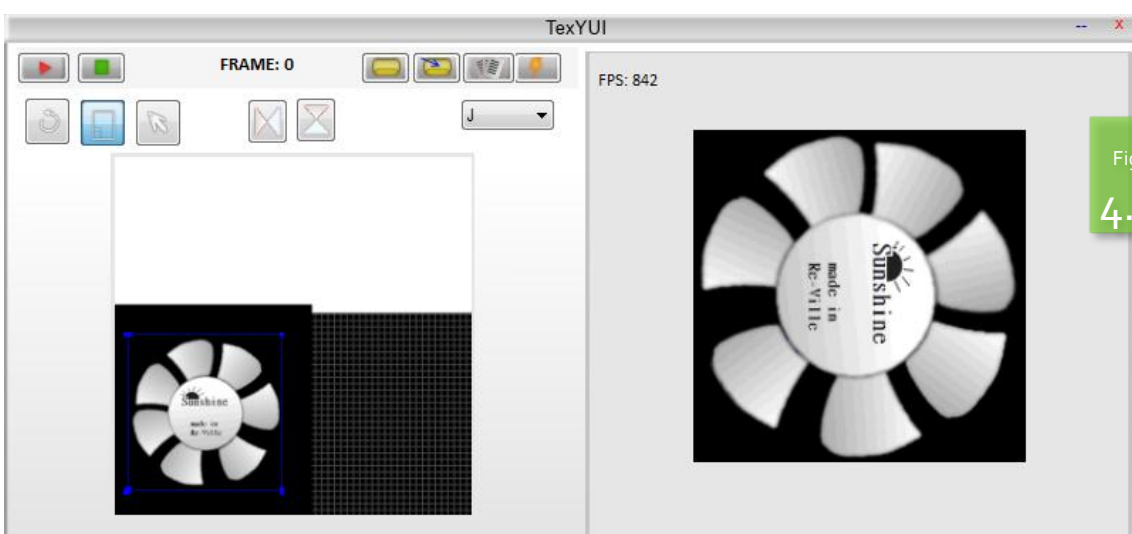 TexYUI
-- x
FRAME: 0
J
FPS: 842
Sunshine
made in
Re-Ville
Sunshine
made in
Re-Ville
Fig
4.